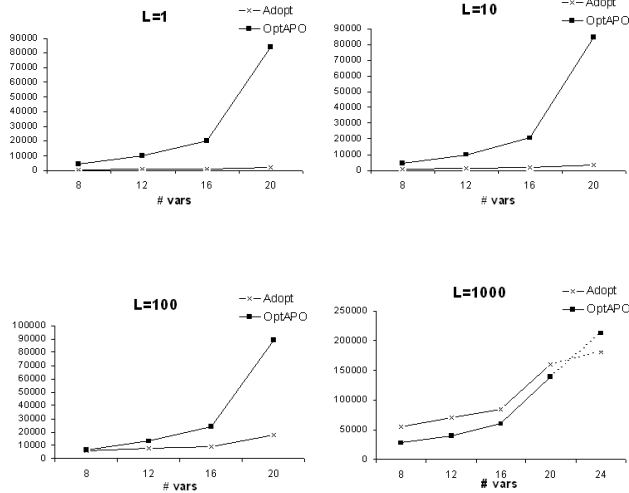 L=1
Adopt
OptAPO
90000
80000
70000
60000
50000
40000
30000
20000
10000
0
8 12 16 20
# vars
L=10
Adopt
OptAPO
90000
80000
70000
60000
50000
40000
30000
20000
10000
0
8 12 16 20
# vars
L=100
Adopt
OptAPO
100000
90000
80000
70000
60000
50000
40000
30000
20000
10000
0
8 12 16 20
# vars
L=1000
Adopt
OptAPO
250000
200000
150000
100000
50000
0
8 12 16 20 24
# vars